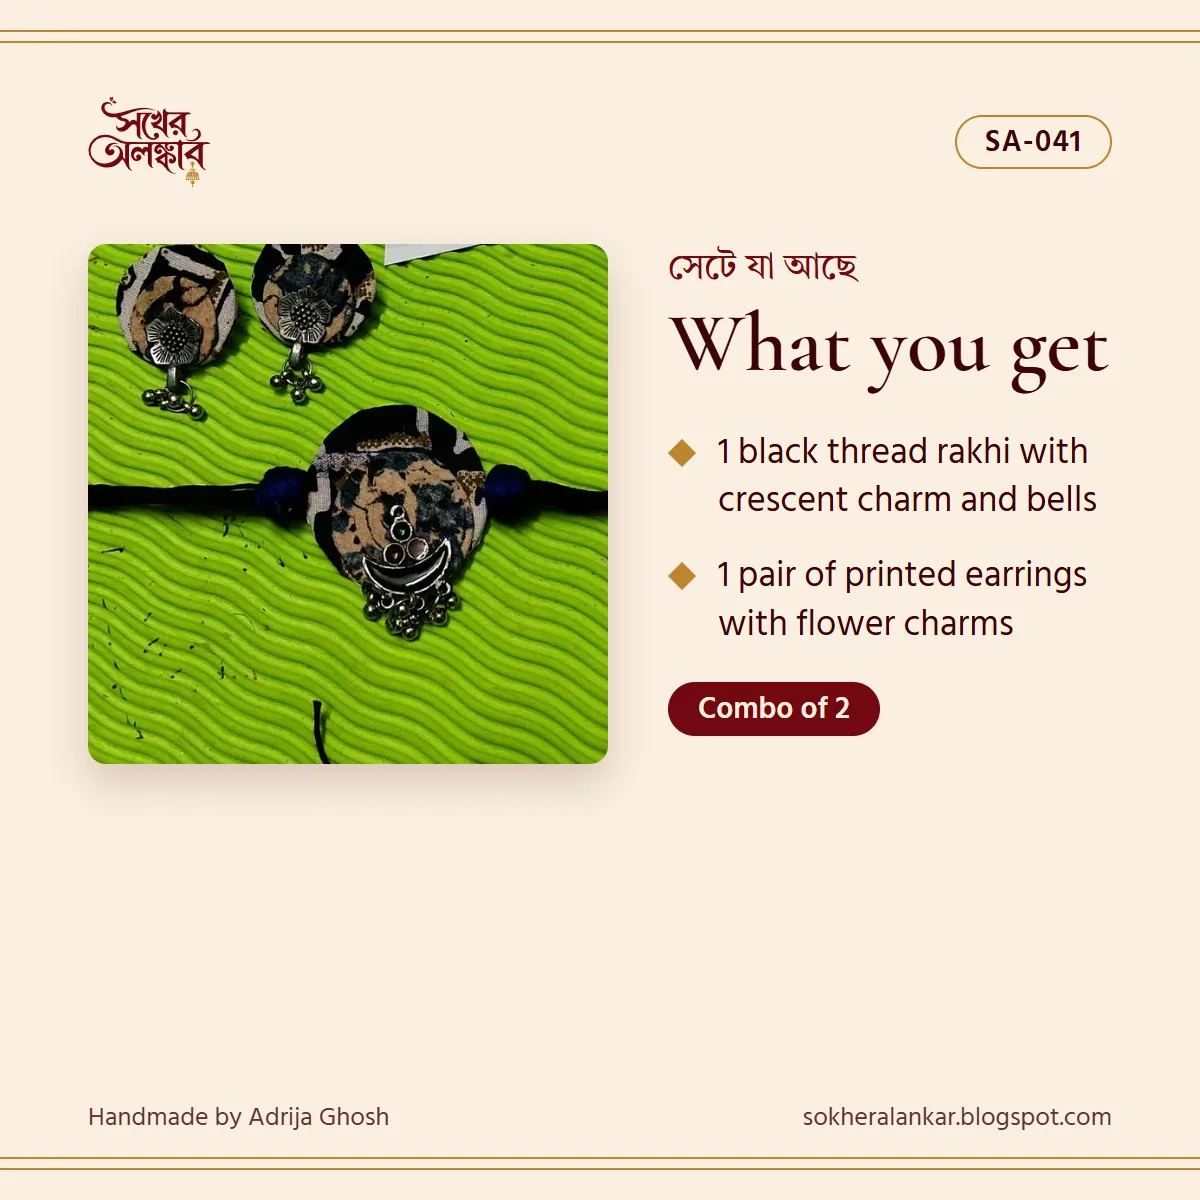 সখের
অলঙ্কার
SA-041
সেটে যা আছে
What you get
1 black thread rakhi with
crescent charm and bells
1 pair of printed earrings
with flower charms
Combo of 2
Handmade by Adrija Ghosh
sokheralankar.blogspot.com